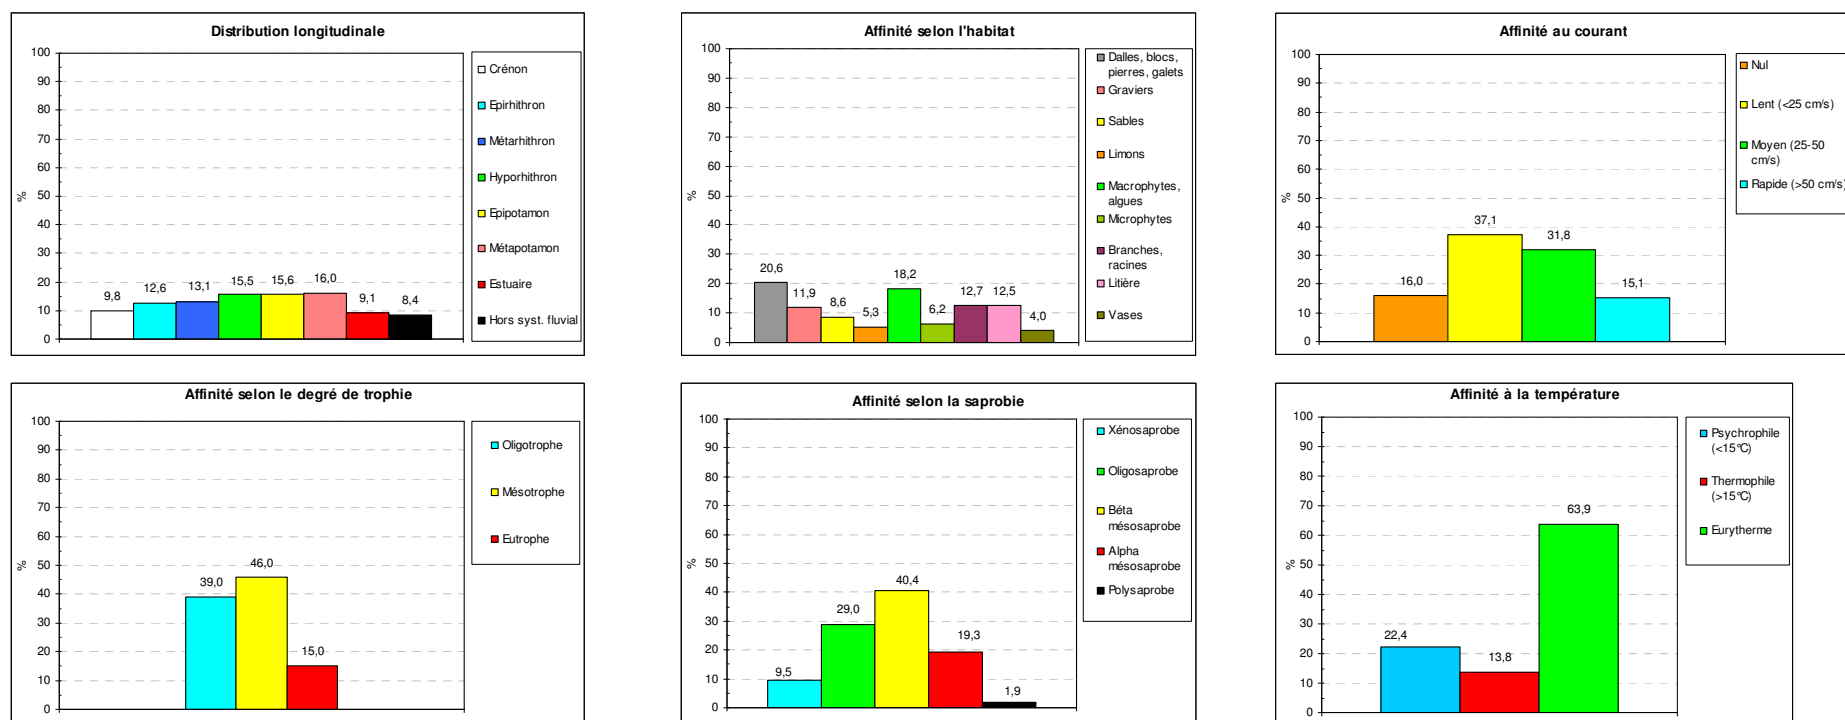 Distribution longitudinale
100
90
80
70
60
50
40
30
20
10
0
%
9,8
12,6
13,1
15,5
15,6
16,0
9,1
8,4
Crénon
Epirhithron
Métarhithron
Hyporhithron
Epipotamon
Métapotamon
Estuaire
Hors syst. fluvial
Affinité selon l'habitat
100
90
80
70
60
50
40
30
20
10
0
%
20,6
11,9
8,6
5,3
18,2
6,2
12,7
12,5
4,0
Dalles, blocs,
pierres, galets
Graviers
Sables
Limons
Macrophytes,
algues
Microphytes
Branches,
racines
Litière
Vases
Affinité au courant
100
90
80
70
60
50
40
30
20
10
0
%
16,0
37,1
31,8
15,1
Nul
Lent (<25 cm/s)
Moyen (25-50
cm/s)
Rapide (>50 cm/s)
Affinité selon le degré de trophie
100
90
80
70
60
50
40
30
20
10
0
%
39,0
46,0
15,0
Oligotrophe
Mésotrophe
Eutrophe
Affinité selon la saprobie
100
90
80
70
60
50
40
30
20
10
0
%
9,5
29,0
40,4
19,3
1,9
Xénosaprobe
Oligosaprobe
Béta
mésosaprobe
Alpha
mésosaprobe
Polysaprobe
Affinité à la température
100
90
80
70
60
50
40
30
20
10
0
%
22,4
13,8
63,9
Psychrophile
(<15°C)
Thermophile
(>15°C)
Eurytherme